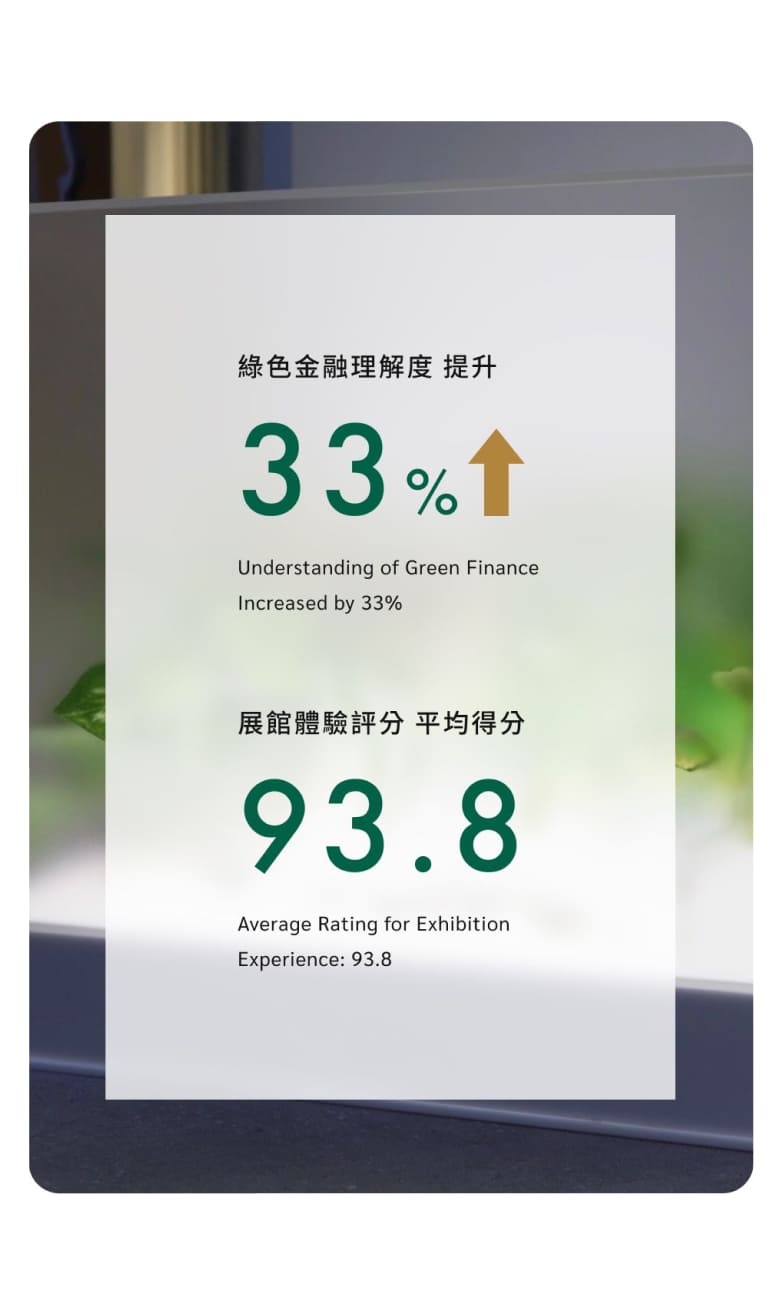 綠色金融理解度 提升
33%
Understanding of Green Finance
Increased by 33%
展館體驗評分 平均得分
93.8
Average Rating for Exhibition
Experience: 93.8